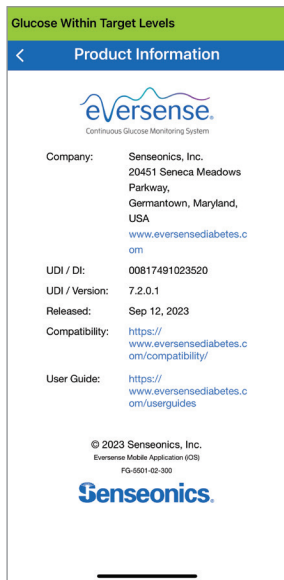 Glucose Within Target Levels
Product Information
eversense®
Continuous Glucose Monitoring System
Company: Senseonics, Inc.
20451 Seneca Meadows
Parkway,
Germantown, Maryland,
USA
www.eversensediabetes.c
om
UDI / DI: 00817491023520
UDI / Version: 7.2.0.1
Released: Sep 12, 2023
Compatibility: https://
www.eversensediabetes.c
om/compatibility/
User Guide: https://
www.eversensediabetes.c
om/userguides
© 2023 Senseonics, Inc.
Eversense Mobile Application (iOS)
FG-5501-02-300
Senseonics®